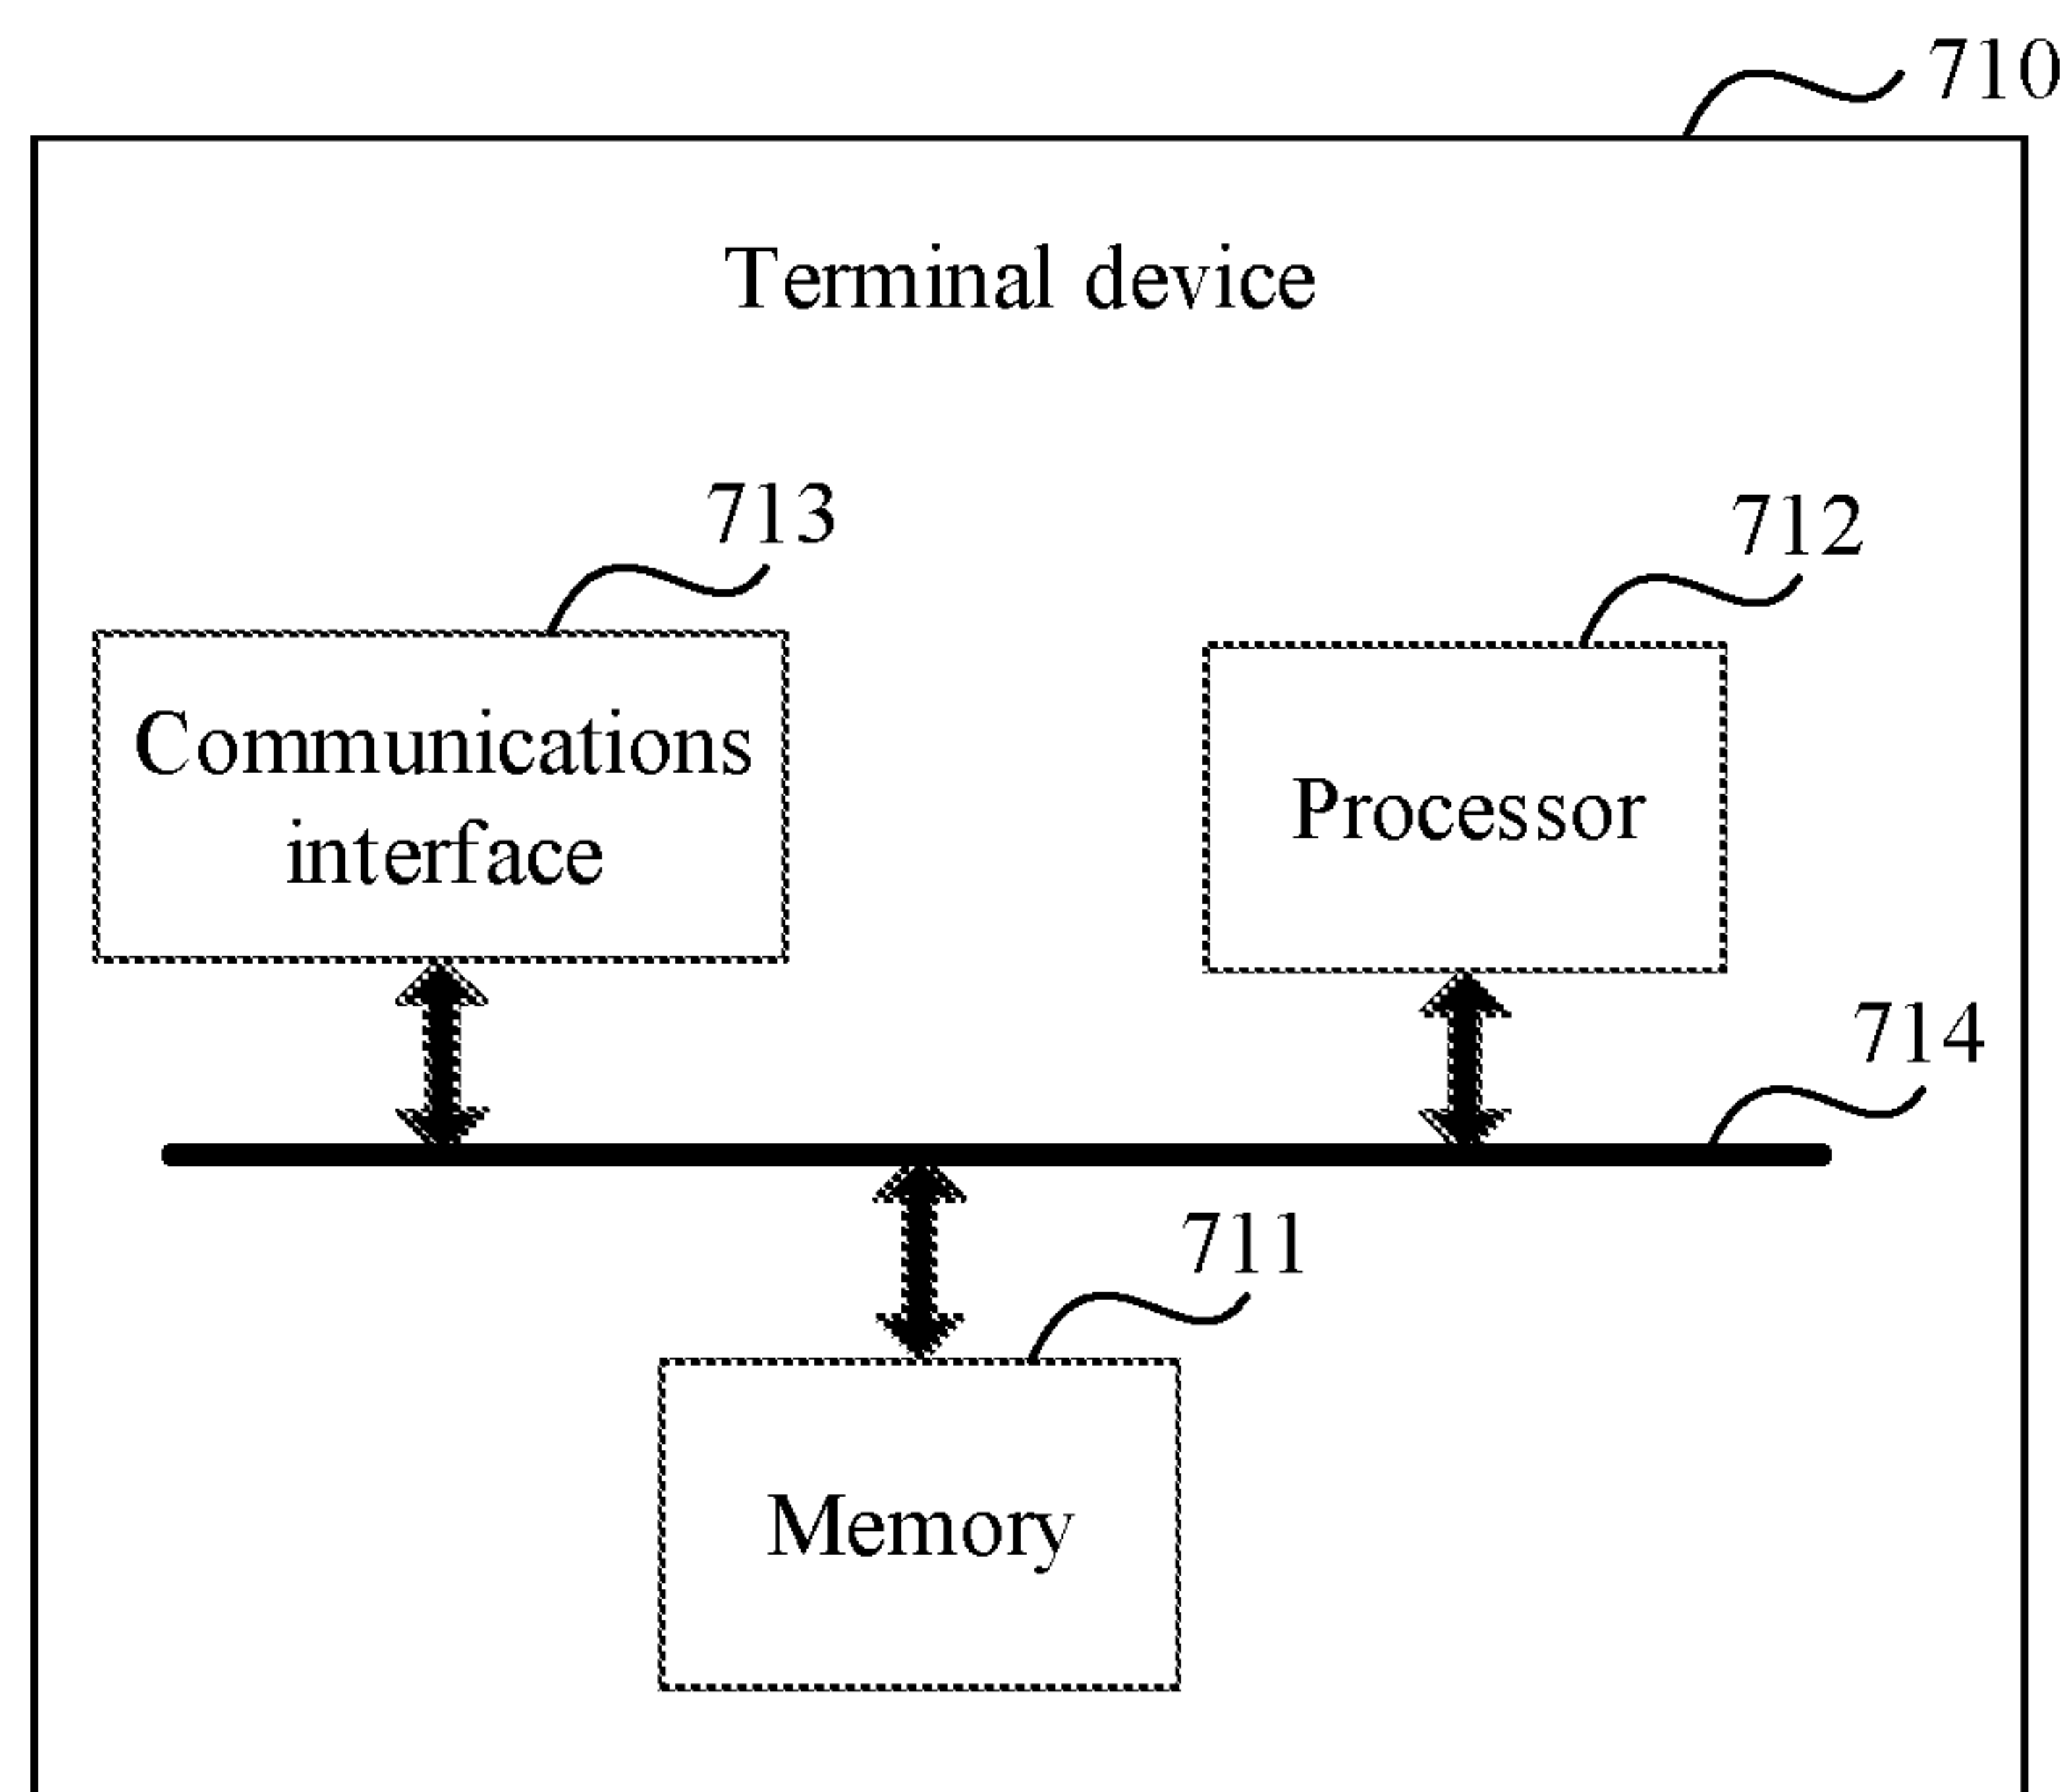 710
Terminal device
713
712
Communications
interface
Processor
714
711
Memory